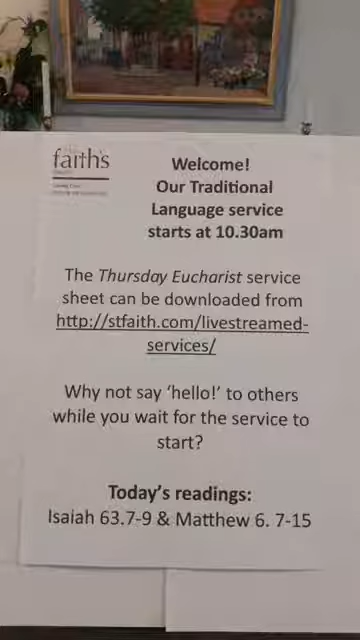 faith's
Welcome!
Our Traditional
Language service
starts at 10.30am
The Thursday Eucharist service
sheet can be downloaded from
http://stfaith.com/livestreamed-
services/
Why not say 'hello!' to others
while you wait for the service to
start?
Today's readings:
Isaiah 63.7-9 & Matthew 6. 7-15